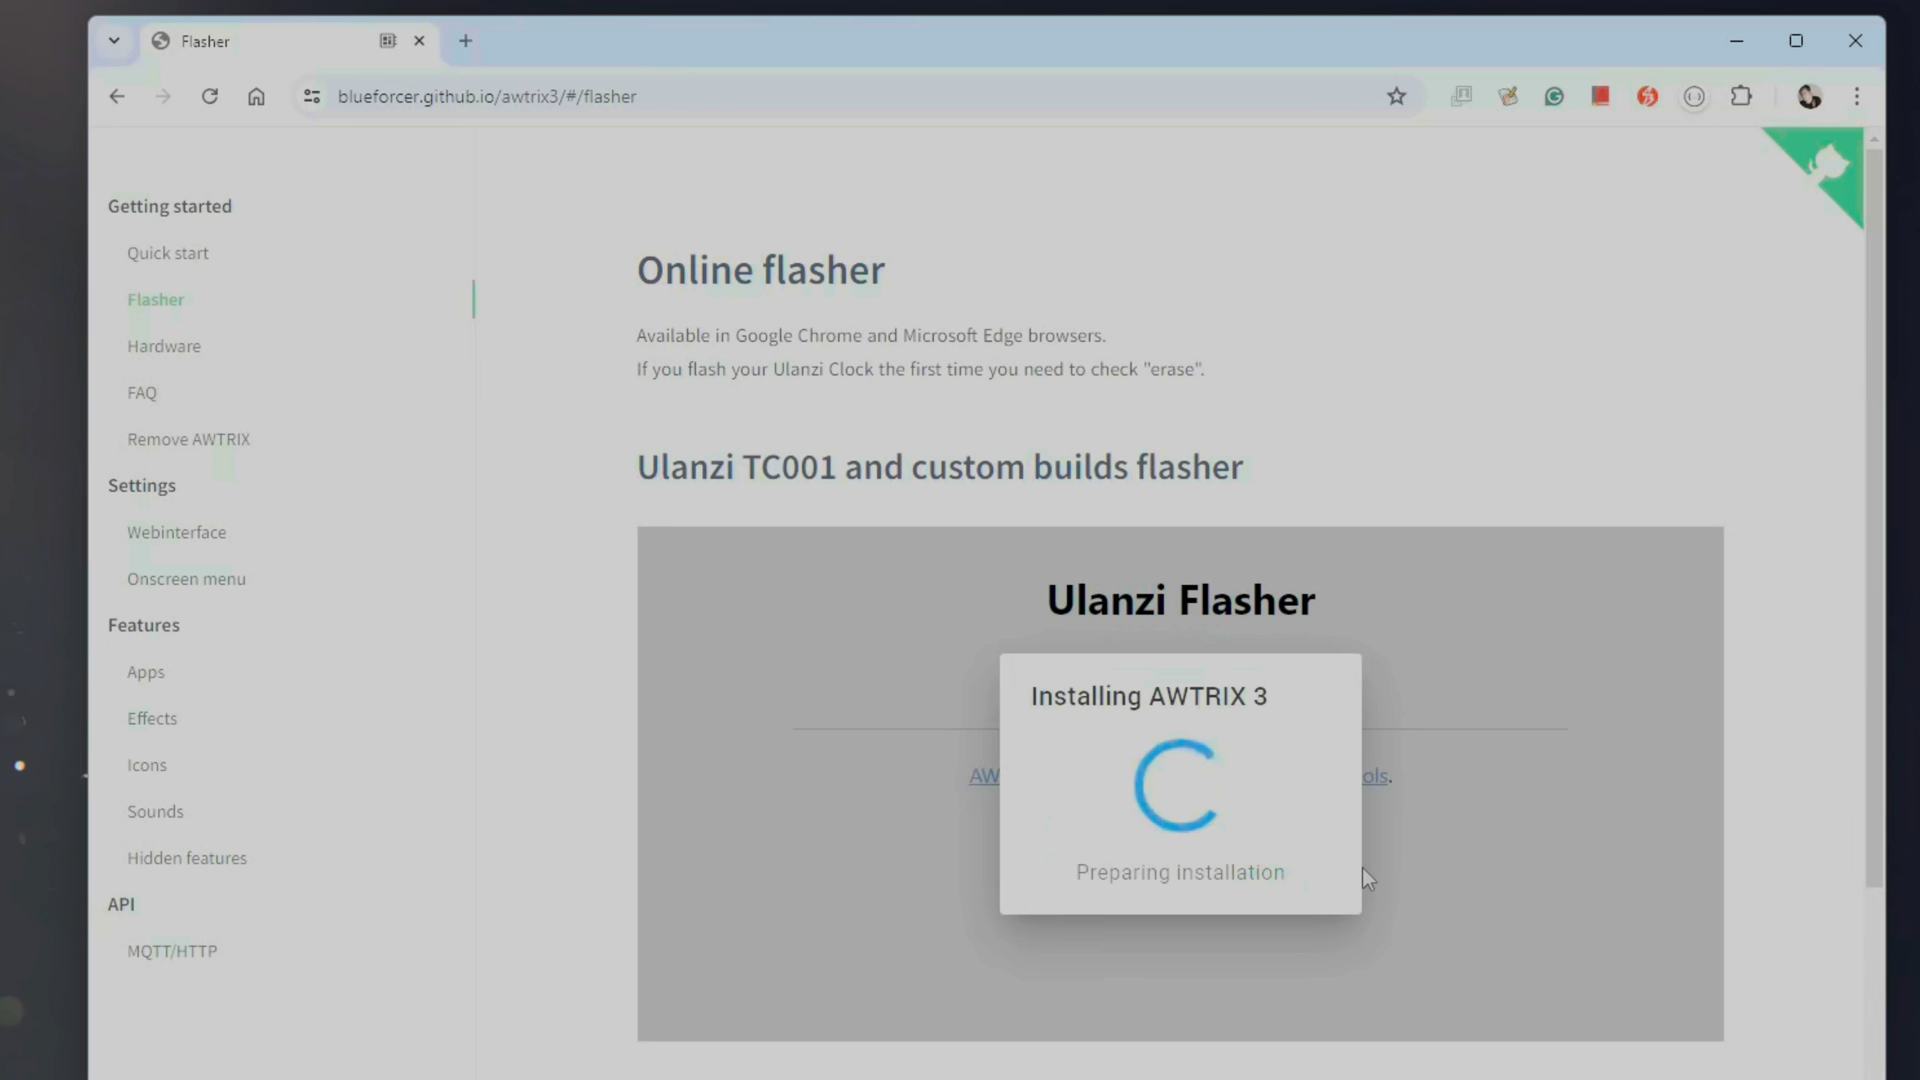 Flasher
blueforcer.github.io/awtrix3/#/flasher
Getting started
Quick start
Flasher
Hardware
FAQ
Remove AWTRIX
Settings
Webinterface
Onscreen menu
Features
Apps
Effects
Icons
Sounds
Hidden features
API
MQTT/HTTP
Online flasher
Available in Google Chrome and Microsoft Edge browsers.
If you flash your Ulanzi Clock the first time you need to check "erase".
Ulanzi TC001 and custom builds flasher
Ulanzi Flasher
Installing AWTRIX 3
AW
ols.
Preparing installation